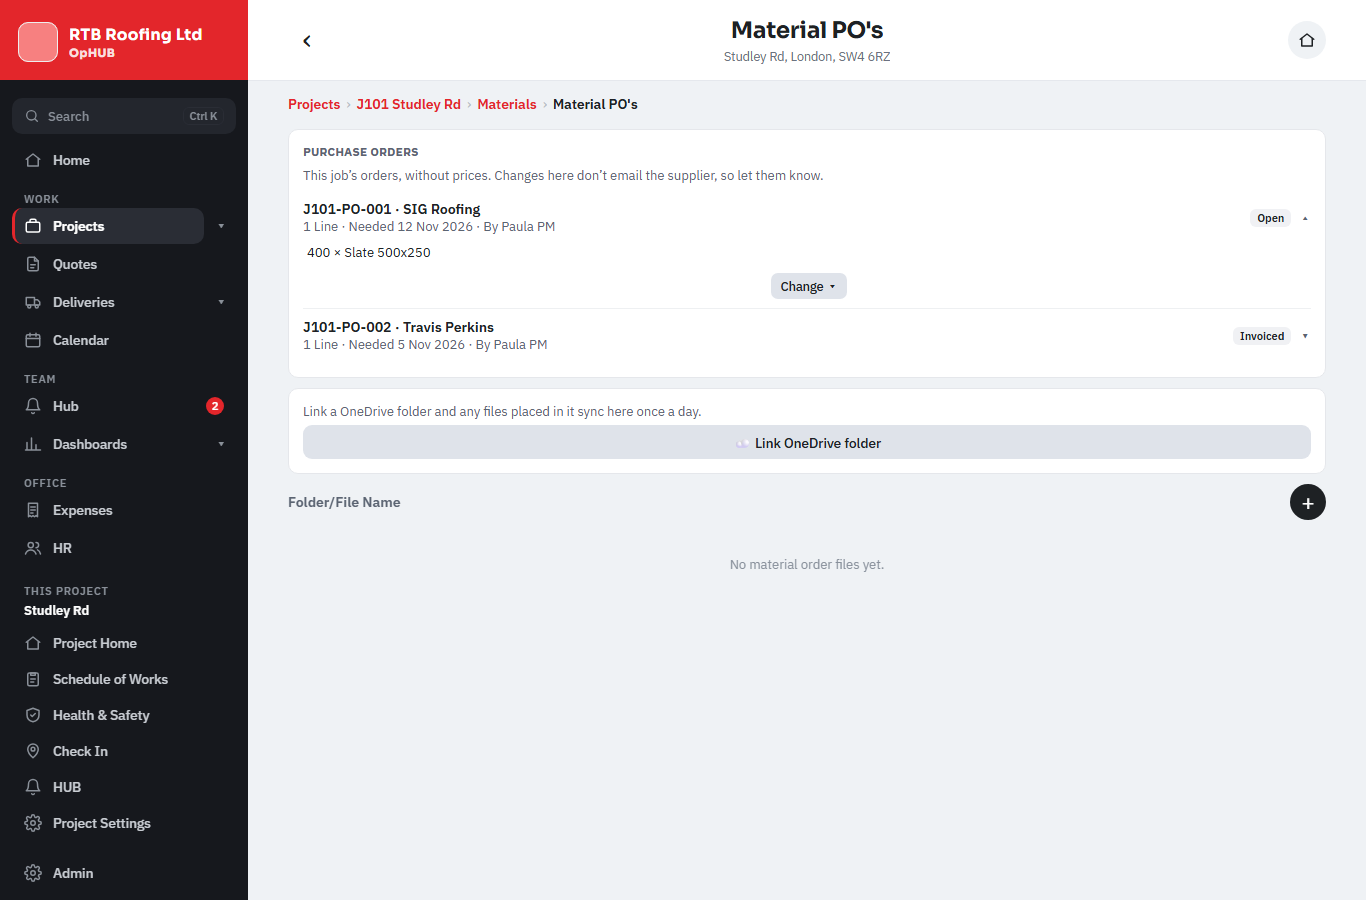 RTB Roofing Ltd
OpHUB
Search Ctrl K
Home
WORK
Projects
Quotes
Deliveries
Calendar
TEAM
Hub 2
Dashboards
OFFICE
Expenses
HR
THIS PROJECT
Studley Rd
Project Home
Schedule of Works
Health & Safety
Check In
HUB
Project Settings
Admin
Material PO's
Studley Rd, London, SW4 6RZ
Projects › J101 Studley Rd › Materials › Material PO's
PURCHASE ORDERS
This job’s orders, without prices. Changes here don’t email the supplier, so let them know.
J101-PO-001 · SIG Roofing
1 Line · Needed 12 Nov 2026 · By Paula PM
Open
400 × Slate 500x250
Change
J101-PO-002 · Travis Perkins
1 Line · Needed 5 Nov 2026 · By Paula PM
Invoiced
Link a OneDrive folder and any files placed in it sync here once a day.
Link OneDrive folder
Folder/File Name
+
No material order files yet.